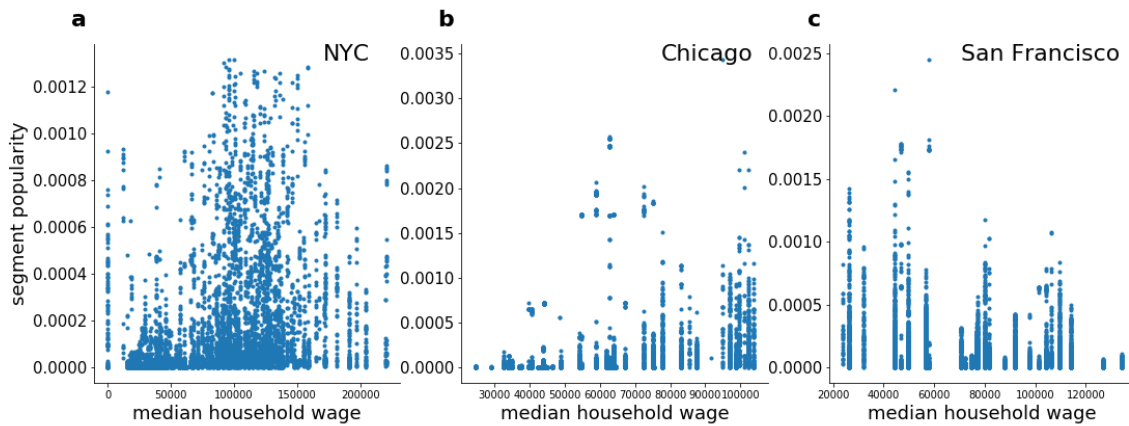 a
NYC
segment popularity
0.0012
0.0010
0.0008
0.0006
0.0004
0.0002
0.0000
0 50000 100000 150000 200000
median household wage
b
Chicago
0.0035
0.0030
0.0025
0.0020
0.0015
0.0010
0.0005
0.0000
30000 40000 50000 60000 70000 80000 90000 100000
median household wage
c
San Francisco
0.0025
0.0020
0.0015
0.0010
0.0005
0.0000
20000 40000 60000 80000 100000 120000
median household wage